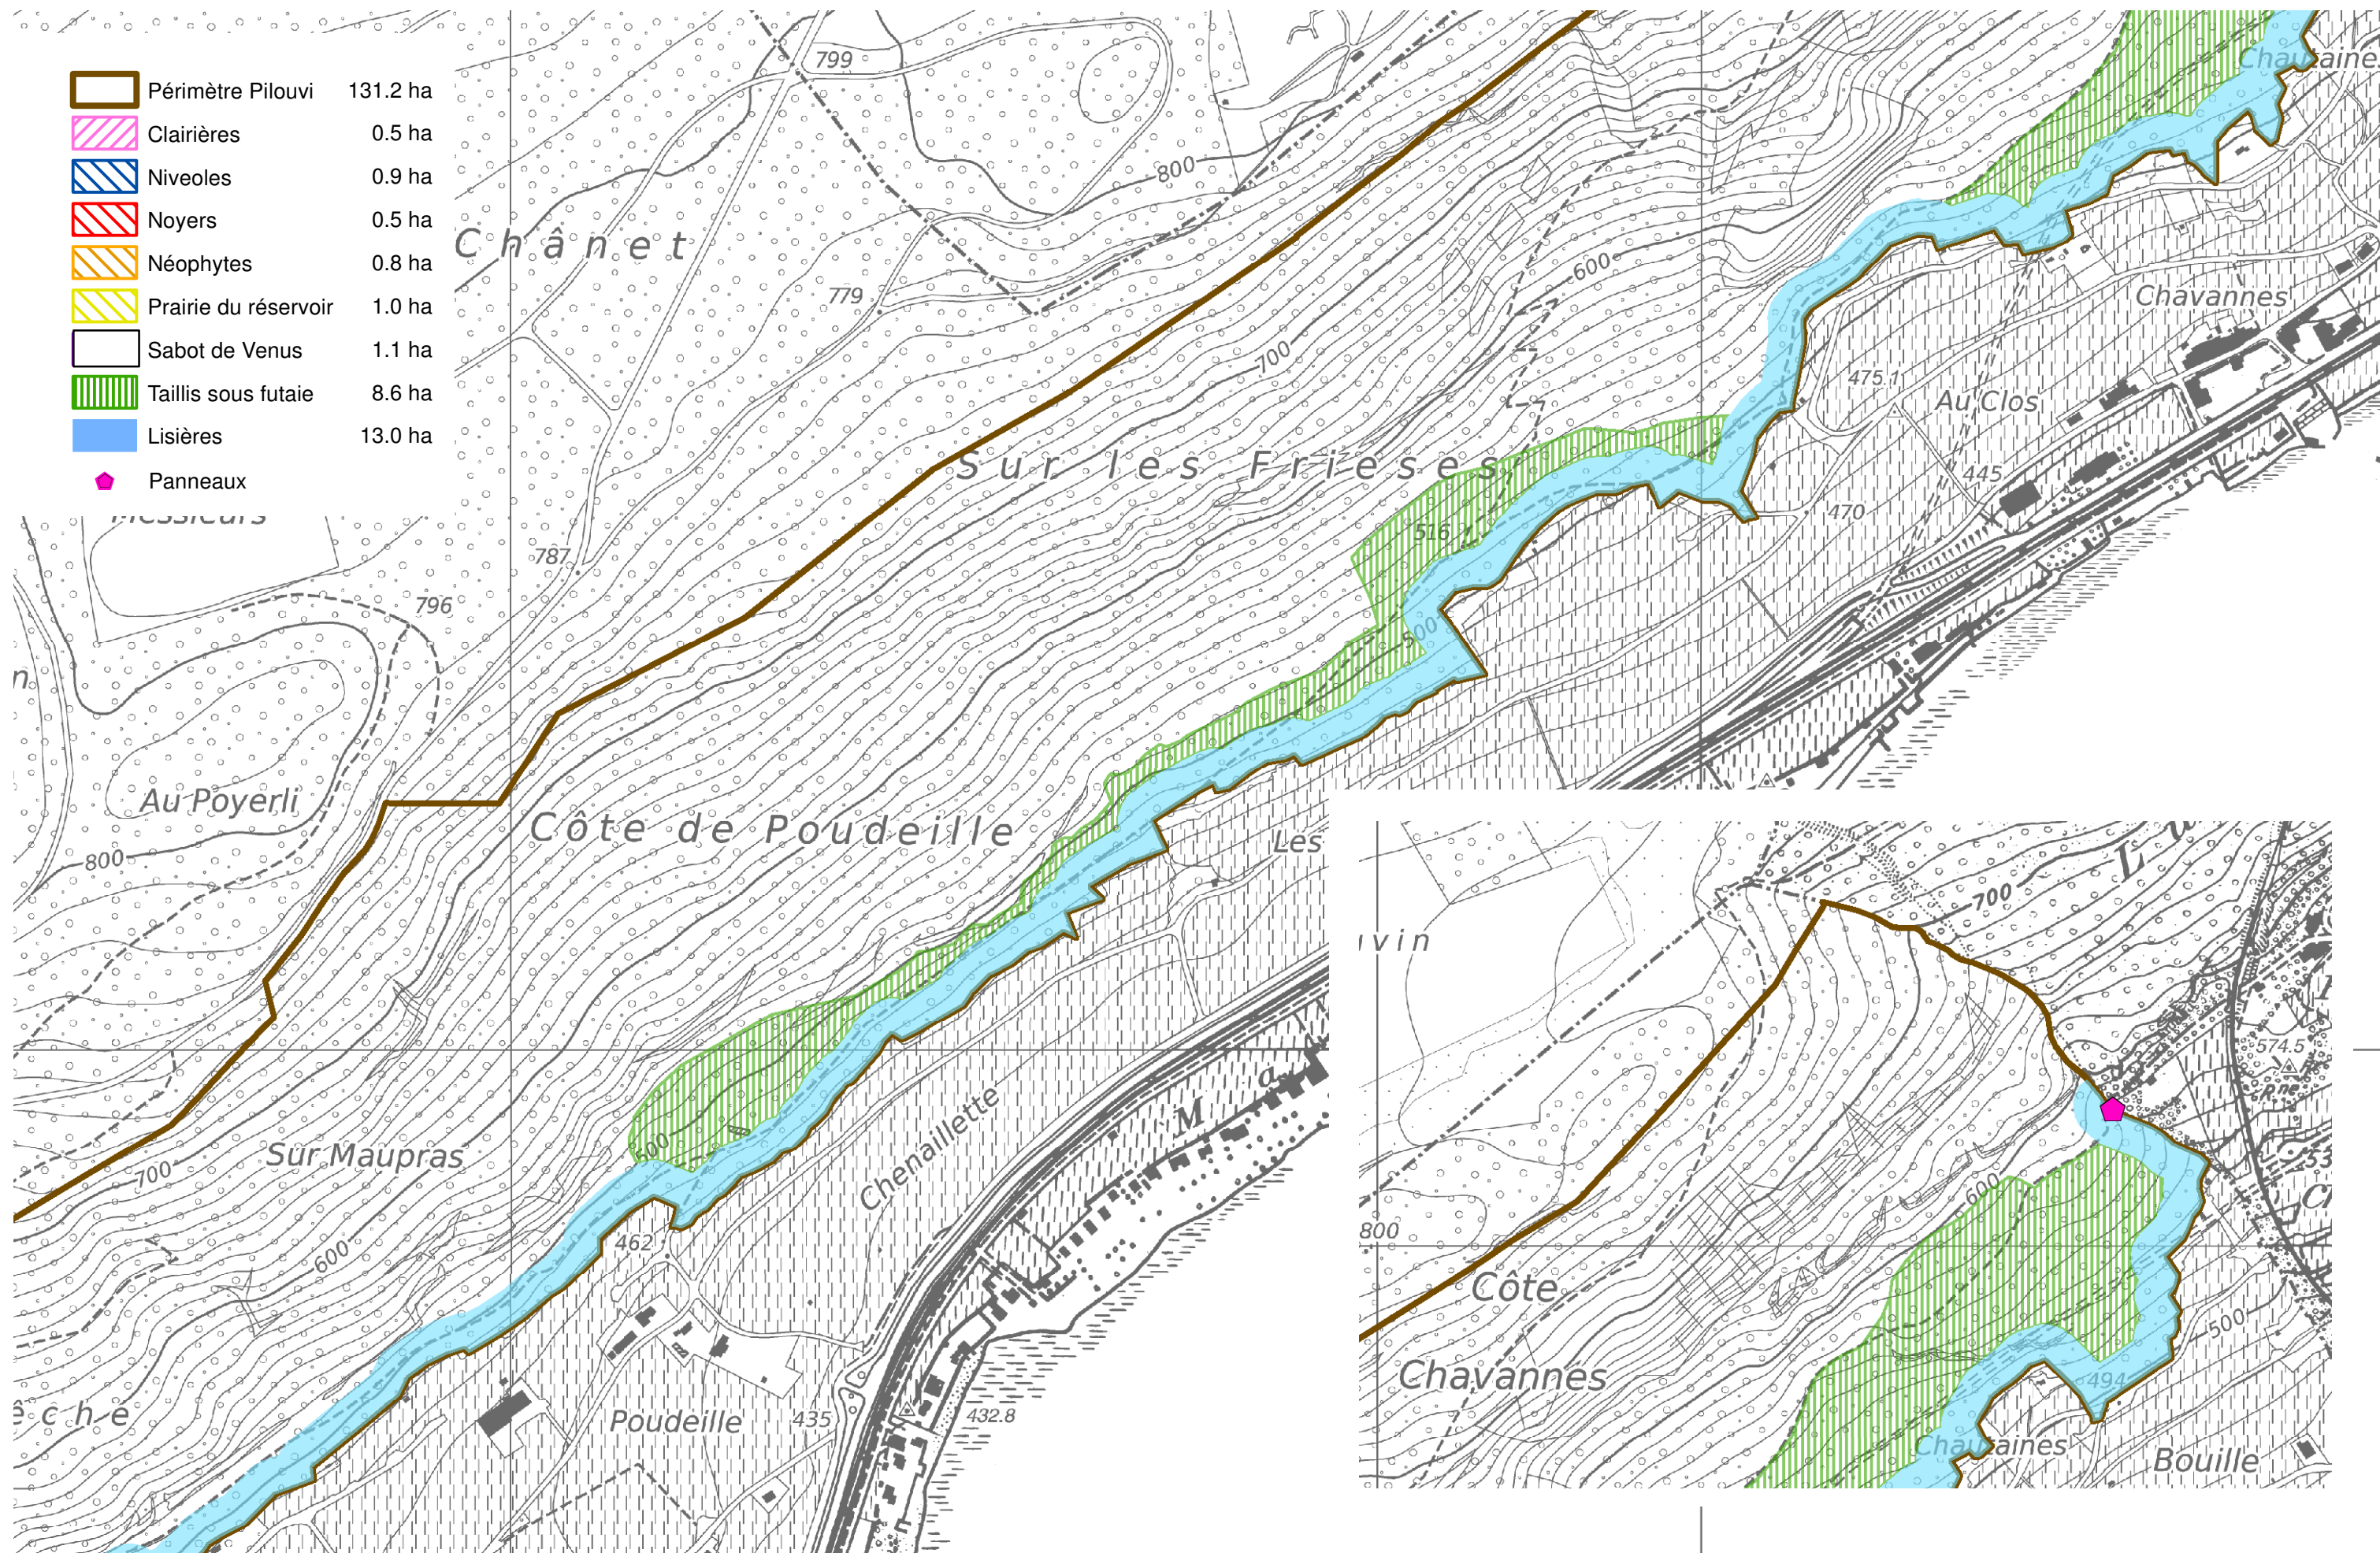 Périmètre Pilouvi 131.2 ha
Clairières 0.5 ha
Niveoles 0.9 ha
Noyers 0.5 ha
Néophytes 0.8 ha
Prairie du réservoir 1.0 ha
Sabot de Venus 1.1 ha
Taillis sous futaie 8.6 ha
Lisières 13.0 ha
Panneaux
799
800
Chânet
779
600
700
Chavannes
475.1
Au Clos
Sur les Frieses
445
470
516
Messieurs
787
796
500
Au Poyerli
800
Côte de Poudeille
Les
700
ivin
574.5
Chenaillette
M a
500
Sur Maupras
700
600
800
Côte
462
600
500
Chavannes
494
êche
Poudeille
435
432.8
Chautaines
Bouille